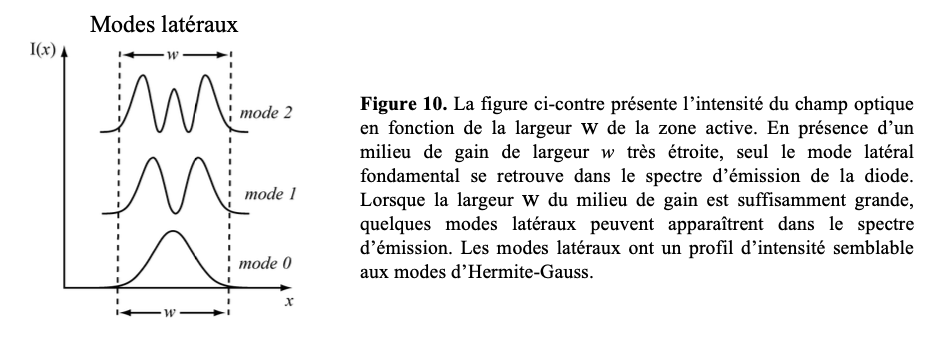 Modes latéraux
I(x)
w
mode 2
mode 1
mode 0
x
w
Figure 10. La figure ci-contre présente l’intensité du champ optique
en fonction de la largeur W de la zone active. En présence d’un
milieu de gain de largeur w très étroite, seul le mode latéral
fondamental se retrouve dans le spectre d’émission de la diode.
Lorsque la largeur W du milieu de gain est suffisamment grande,
quelques modes latéraux peuvent apparaîtrent dans le spectre
d’émission. Les modes latéraux ont un profil d’intensité semblable
aux modes d’Hermite-Gauss.